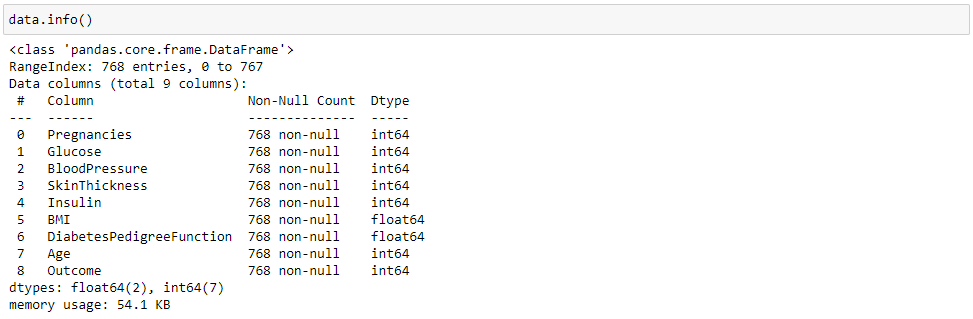 data.info()
<class 'pandas.core.frame.DataFrame'>
RangeIndex: 768 entries, 0 to 767
Data columns (total 9 columns):
 #   Column                    Non-Null Count  Dtype
---  ------                    --------------  -----
 0   Pregnancies               768 non-null    int64
 1   Glucose                   768 non-null    int64
 2   BloodPressure             768 non-null    int64
 3   SkinThickness             768 non-null    int64
 4   Insulin                   768 non-null    int64
 5   BMI                       768 non-null    float64
 6   DiabetesPedigreeFunction  768 non-null    float64
 7   Age                       768 non-null    int64
 8   Outcome                   768 non-null    int64
dtypes: float64(2), int64(7)
memory usage: 54.1 KB